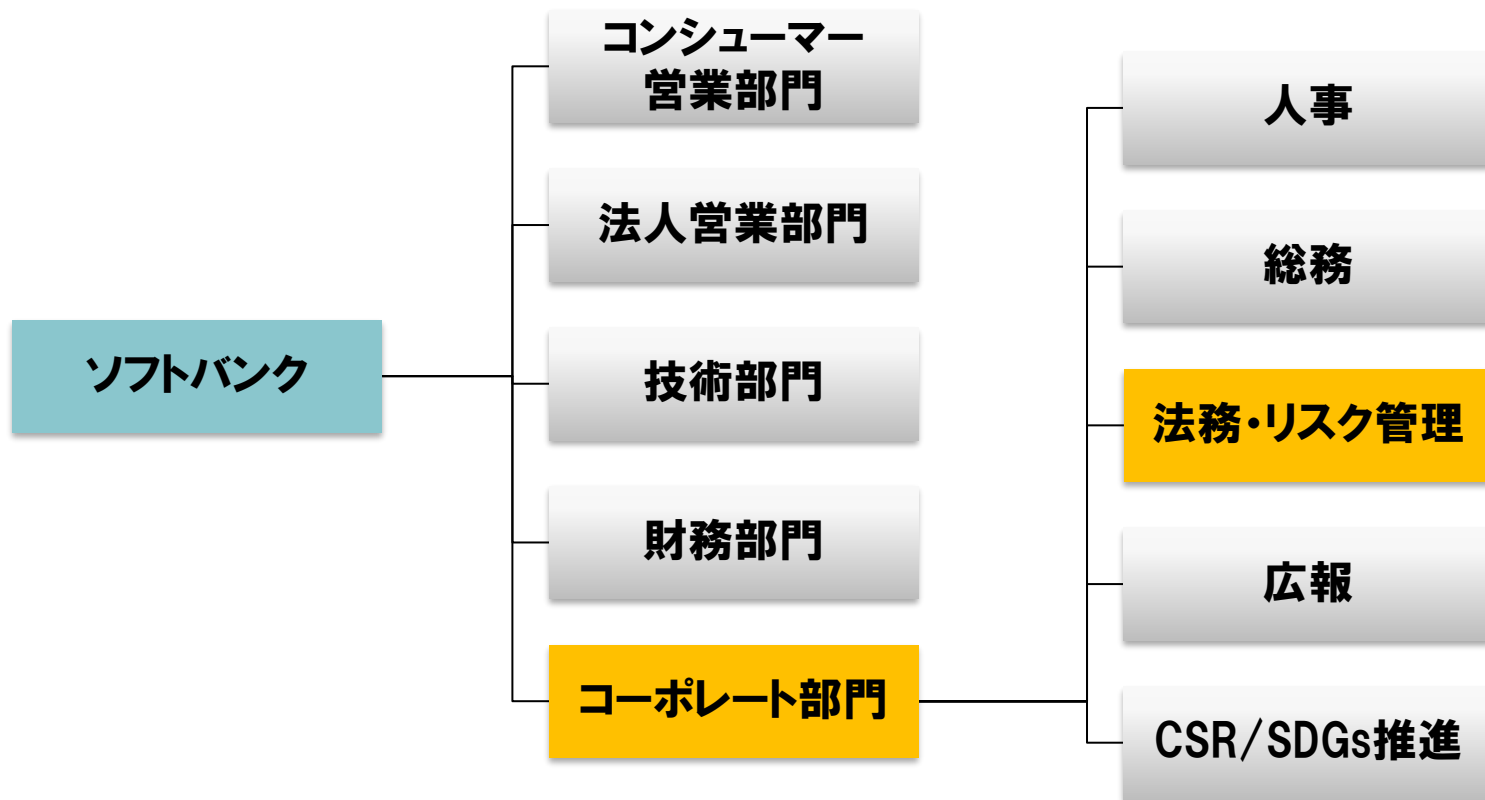 ソフトバンク
コンシューマー
営業部門
法人営業部門
技術部門
財務部門
コーポレート部門
人事
総務
法務・リスク管理
広報
CSR/SDGs推進